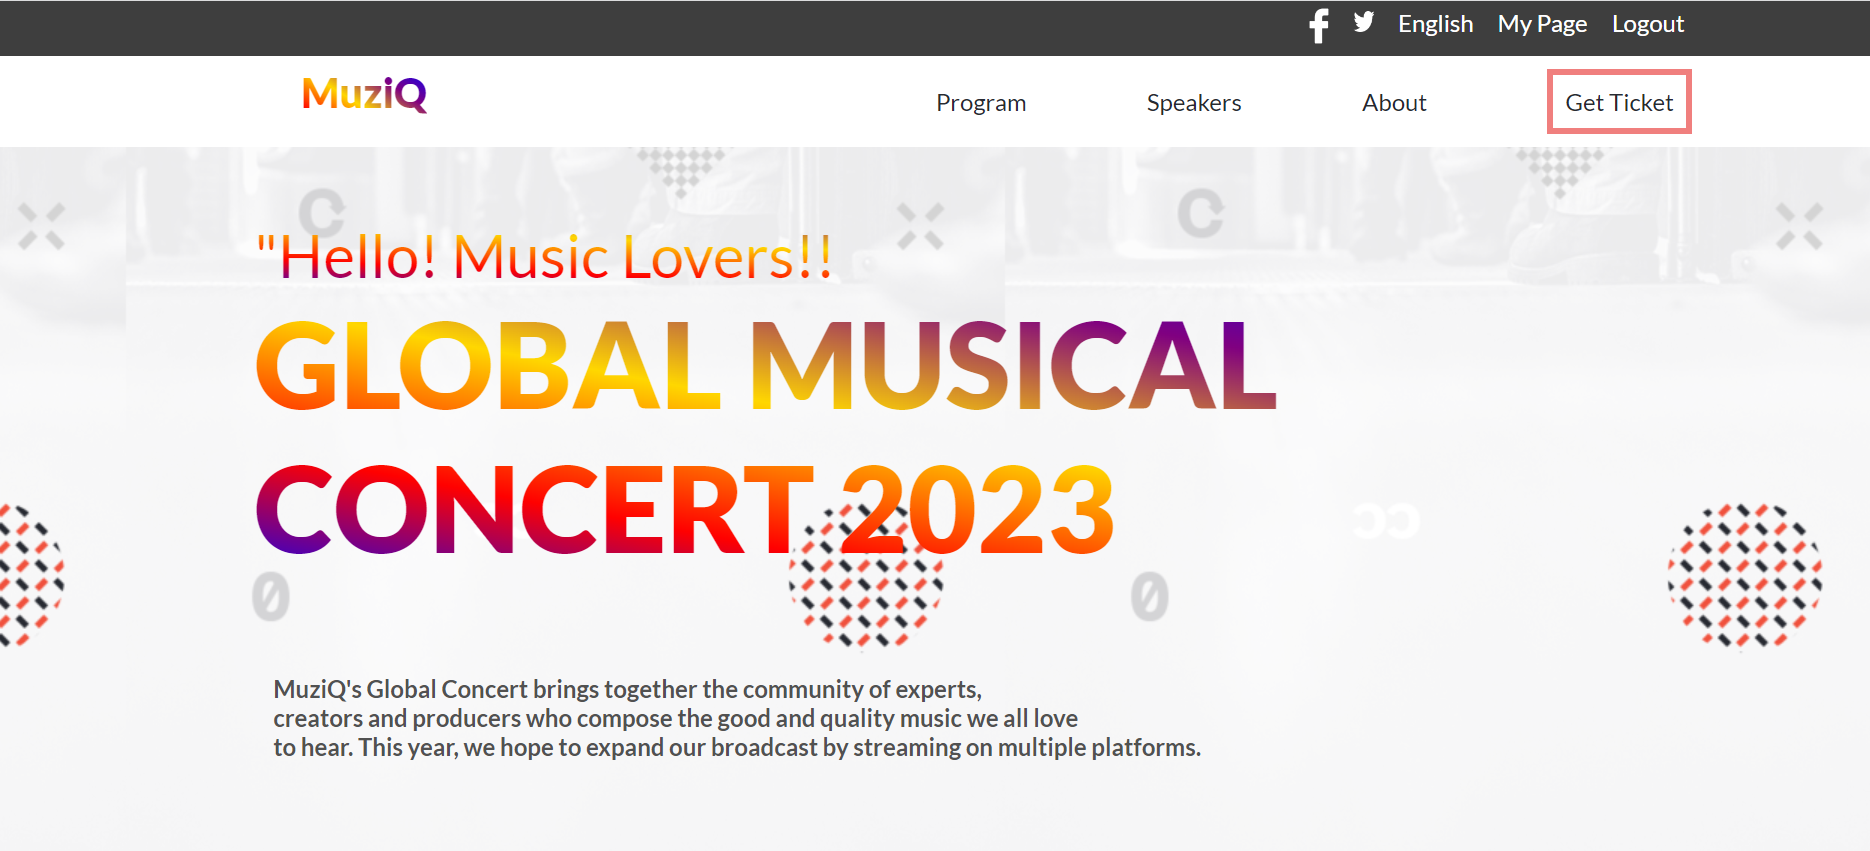 English My Page Logout
MuziQ
Program Speakers About Get Ticket
"Hello! Music Lovers!!
GLOBAL MUSICAL
CONCERT 2023
MuziQ's Global Concert brings together the community of experts,
creators and producers who compose the good and quality music we all love
to hear. This year, we hope to expand our broadcast by streaming on multiple platforms.